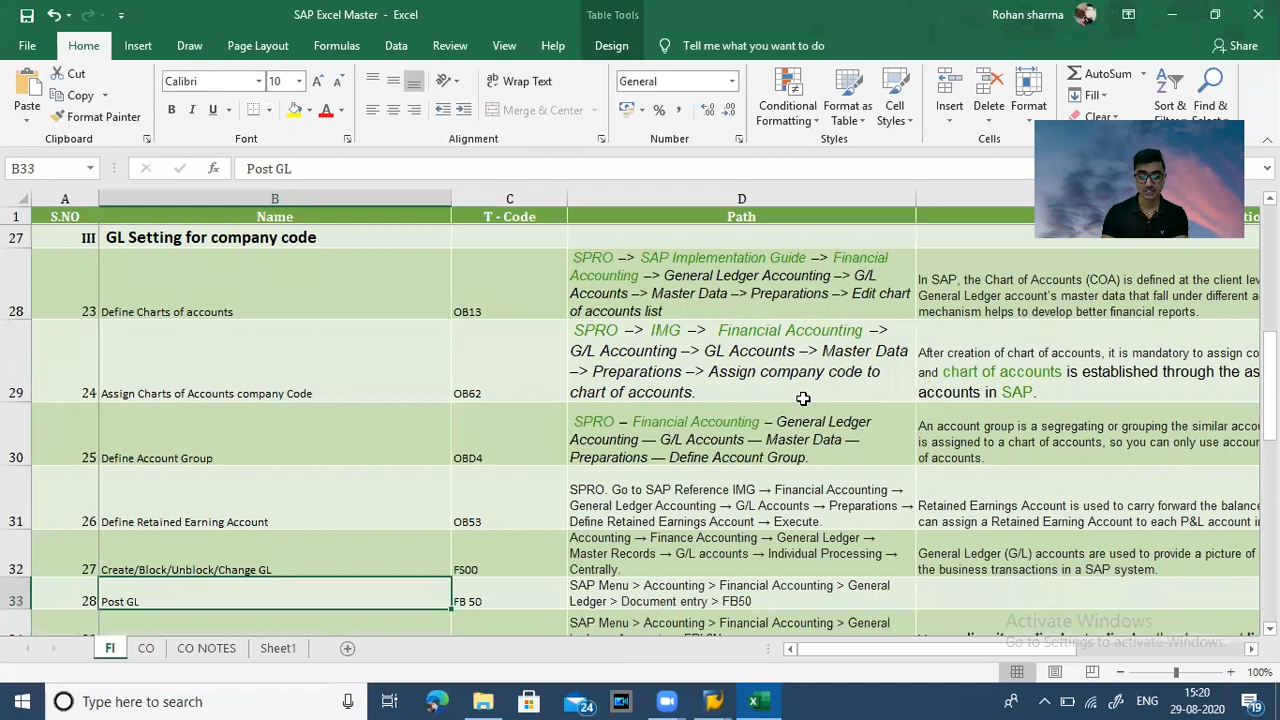 SAP Excel Master - Excel
Table Tools
Rohan sharma
File Home Insert Draw Page Layout Formulas Data Review View Help Design Tell me what you want to do Share
Paste
Cut
Copy
Format Painter
Clipboard
Calibri 10
B I U
Font
Wrap Text
Merge & Center
Alignment
General
Number
Conditional Formatting
Format as Table
Cell Styles
Styles
Insert Delete Format
Cells
AutoSum
Fill
Clear
Sort &
Find &
B33 Post GL
A B C D
1 S.NO Name T - Code Path
27 III GL Setting for company code
28 23 Define Charts of accounts OB13
SPRO –> SAP Implementation Guide –> Financial
Accounting –> General Ledger Accounting –> G/L
Accounts –> Master Data –> Preparations –> Edit chart
of accounts list
In SAP, the Chart of Accounts (COA) is defined at the client lev
General Ledger account's master data that fall under different a
mechanism helps to develop better financial reports.
29 24 Assign Charts of Accounts company Code OB62
SPRO –> IMG –> Financial Accounting –>
G/L Accounting –> GL Accounts –> Master Data
–> Preparations –> Assign company code to
chart of accounts.
After creation of chart of accounts, it is mandatory to assign co
and chart of accounts is established through the as
accounts in SAP.
30 25 Define Account Group OBD4
SPRO – Financial Accounting – General Ledger
Accounting — G/L Accounts — Master Data —
Preparations — Define Account Group.
An account group is a segregating or grouping the similar accou
is assigned to a chart of accounts, so you can only use accoun
of accounts.
31 26 Define Retained Earning Account OB53
SPRO. Go to SAP Reference IMG → Financial Accounting →
General Ledger Accounting → G/L Accounts → Preparations →
Define Retained Earnings Account → Execute.
Retained Earnings Account is used to carry forward the balanc
can assign a Retained Earning Account to each P&L account in
32 27 Create/Block/Unblock/Change GL FS00
Accounting → Finance Accounting → General Ledger →
Master Records → G/L accounts → Individual Processing →
Centrally.
General Ledger (G/L) accounts are used to provide a picture of
the business transactions in a SAP system.
33 28 Post GL FB 50
SAP Menu > Accounting > Financial Accounting > General
Ledger > Document entry > FB50
SAP Menu > Accounting > Financial Accounting > General
Activate Windows
Go to Settings to activate Windows.
FI CO CO NOTES Sheet1
100%
Type here to search
24
ENG
15:20
29-08-2020
19